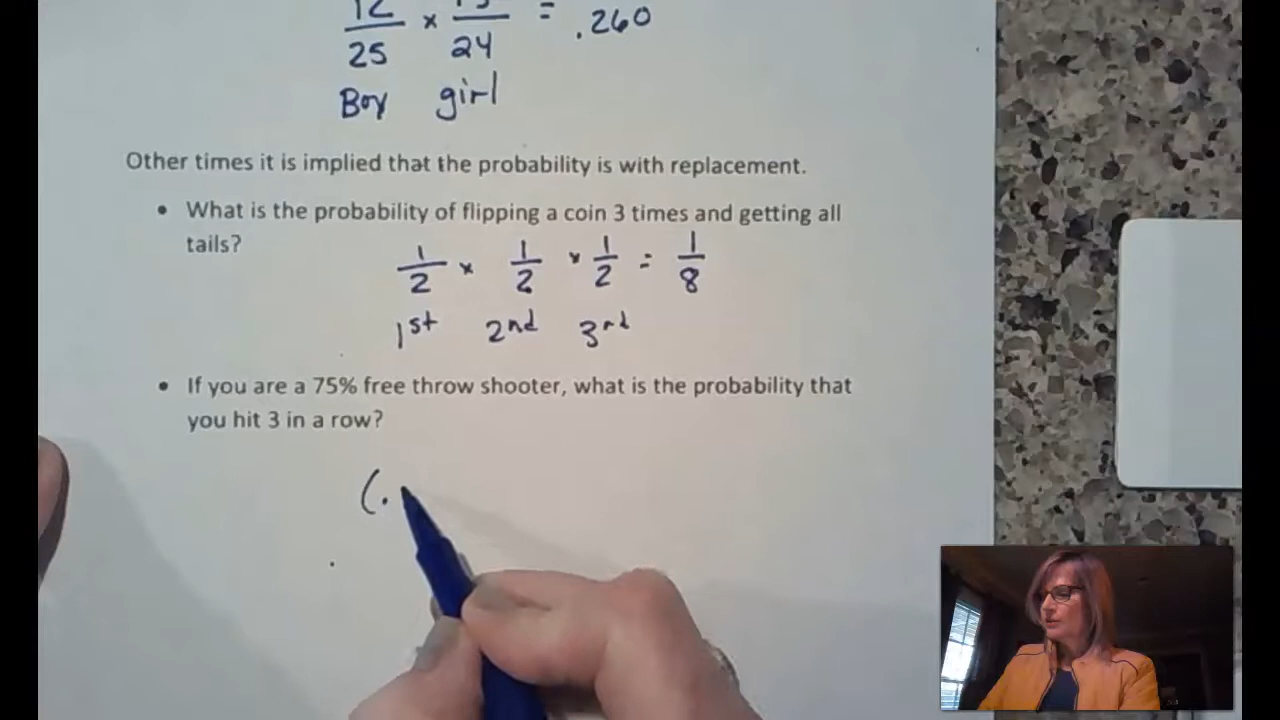 12/25 × /24 = .260
Boy girl
Other times it is implied that the probability is with replacement.
• What is the probability of flipping a coin 3 times and getting all
tails?
1/2 × 1/2 × 1/2 = 1/8
1st 2nd 3rd
• If you are a 75% free throw shooter, what is the probability that
you hit 3 in a row?
(.